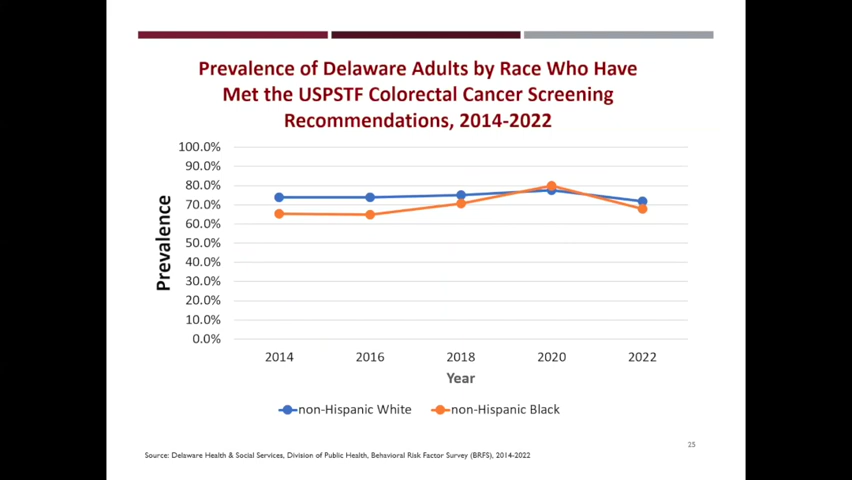 Prevalence of Delaware Adults by Race Who Have
Met the USPSTF Colorectal Cancer Screening
Recommendations, 2014-2022
100.0%
90.0%
80.0%
70.0%
60.0%
50.0%
40.0%
30.0%
20.0%
10.0%
0.0%
Prevalence
2014 2016 2018 2020 2022
Year
non-Hispanic White non-Hispanic Black
25
Source: Delaware Health & Social Services, Division of Public Health, Behavioral Risk Factor Survey (BRFS), 2014-2022